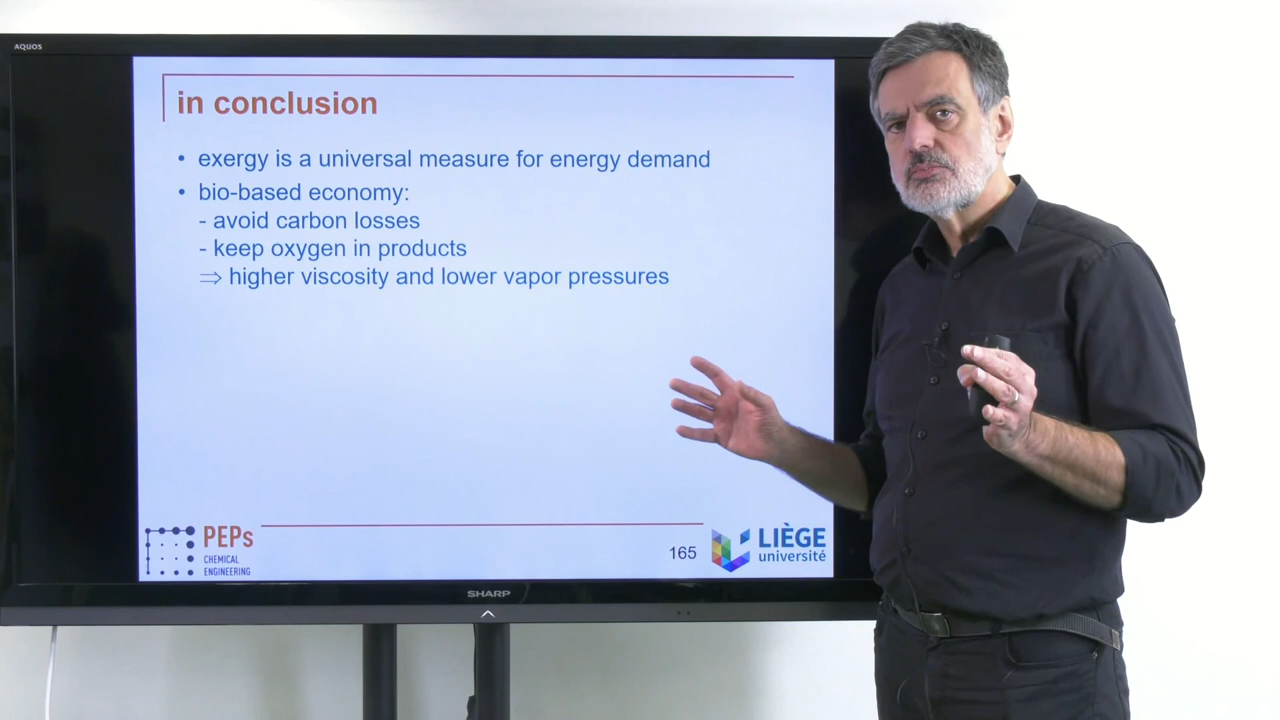 AQUOS
in conclusion
• exergy is a universal measure for energy demand
• bio-based economy:
- avoid carbon losses
- keep oxygen in products
⇒ higher viscosity and lower vapor pressures
PEPs
CHEMICAL
ENGINEERING
165
LIÈGE
université
SHARP